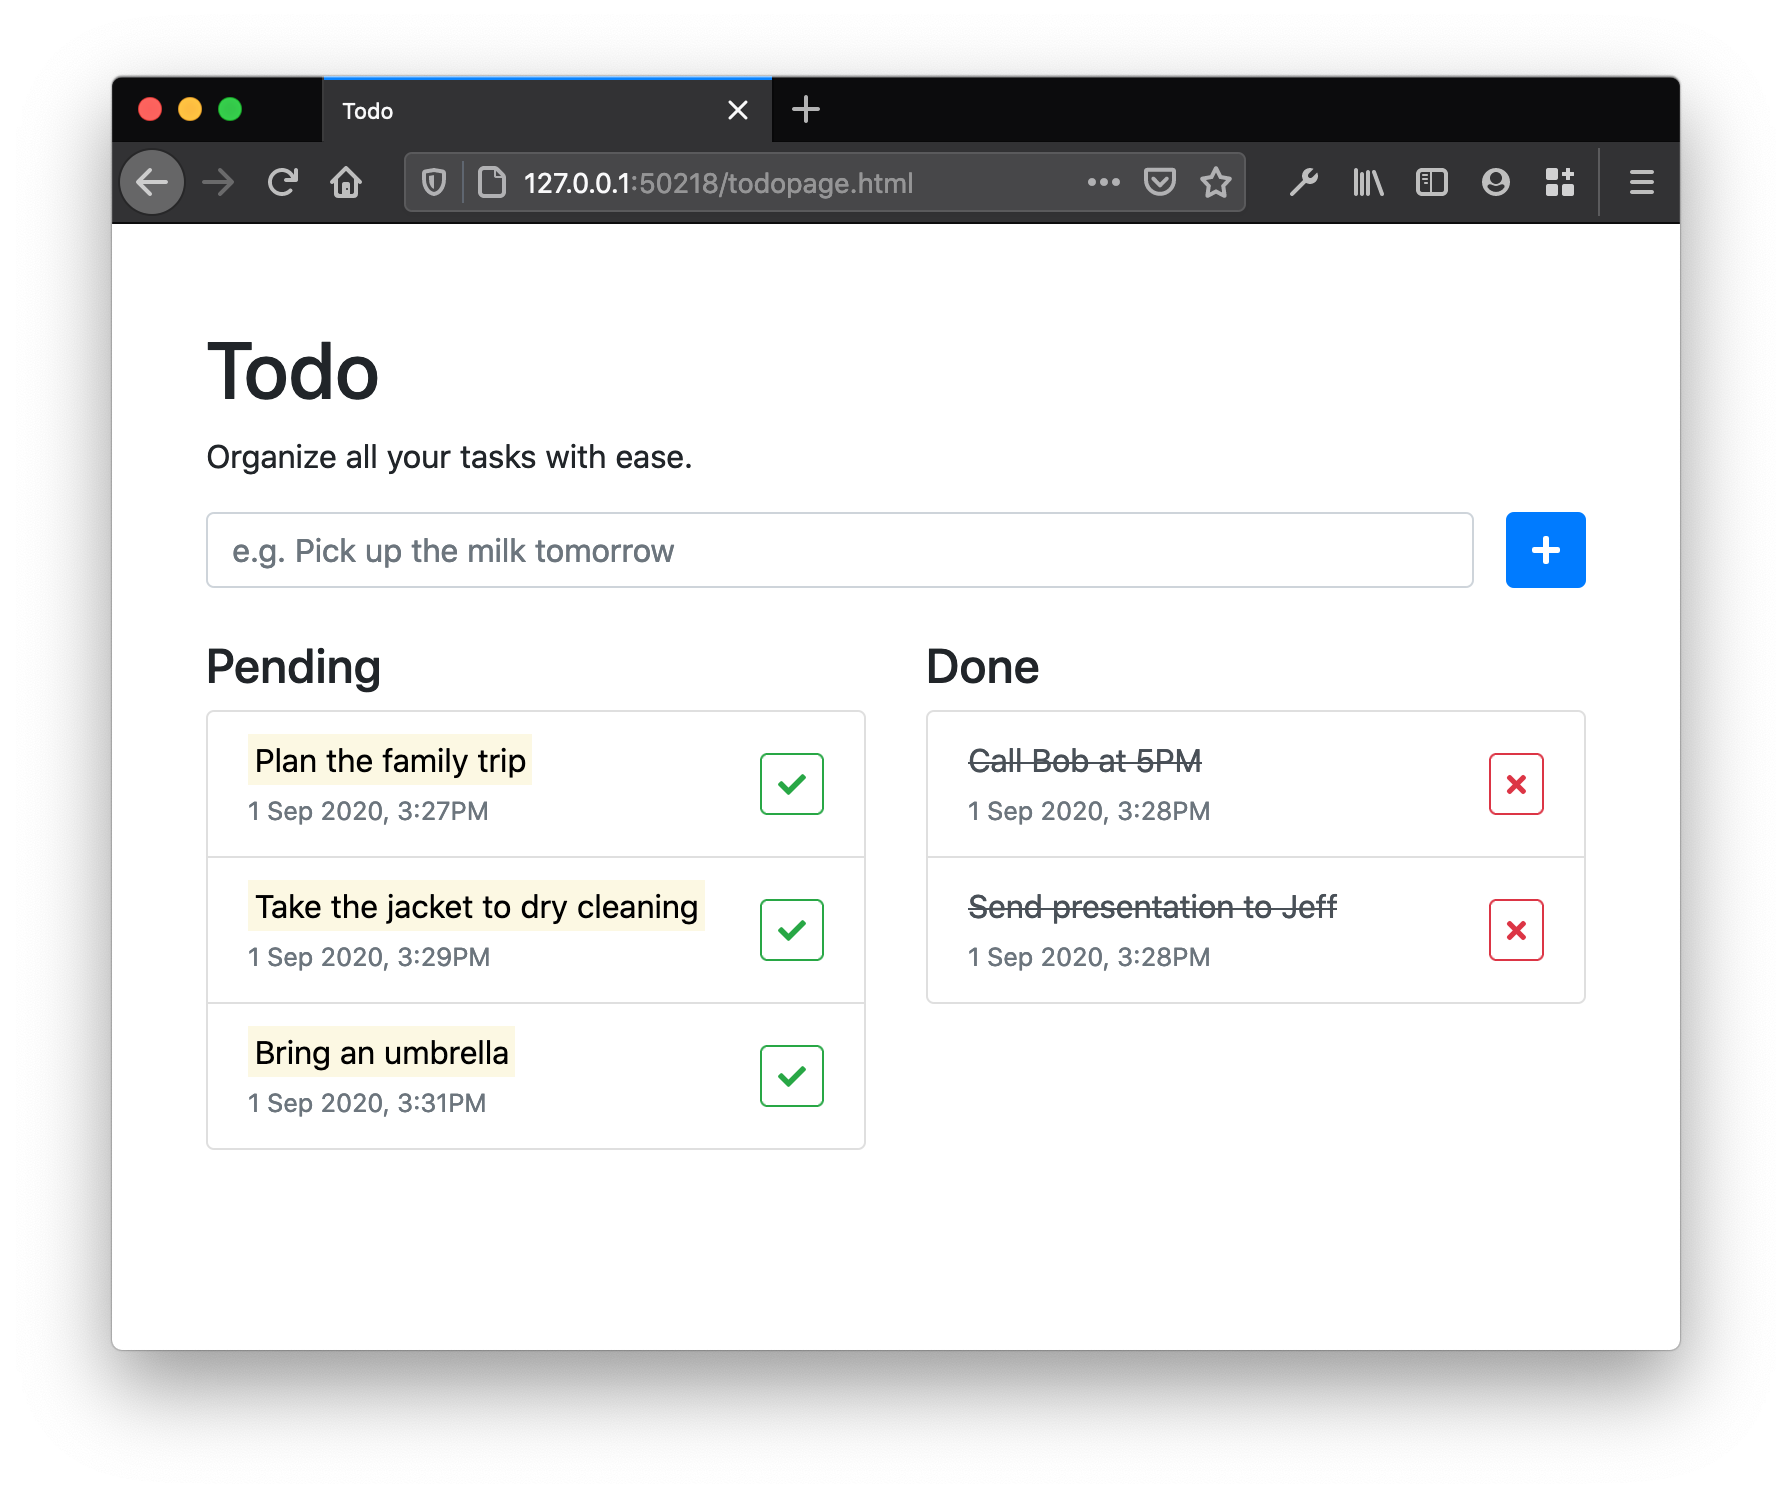 Todo
127.0.0.1:50218/todopage.html
Todo
Organize all your tasks with ease.
e.g. Pick up the milk tomorrow
Pending
Plan the family trip
1 Sep 2020, 3:27PM
Take the jacket to dry cleaning
1 Sep 2020, 3:29PM
Bring an umbrella
1 Sep 2020, 3:31PM
Done
Call Bob at 5PM
1 Sep 2020, 3:28PM
Send presentation to Jeff
1 Sep 2020, 3:28PM